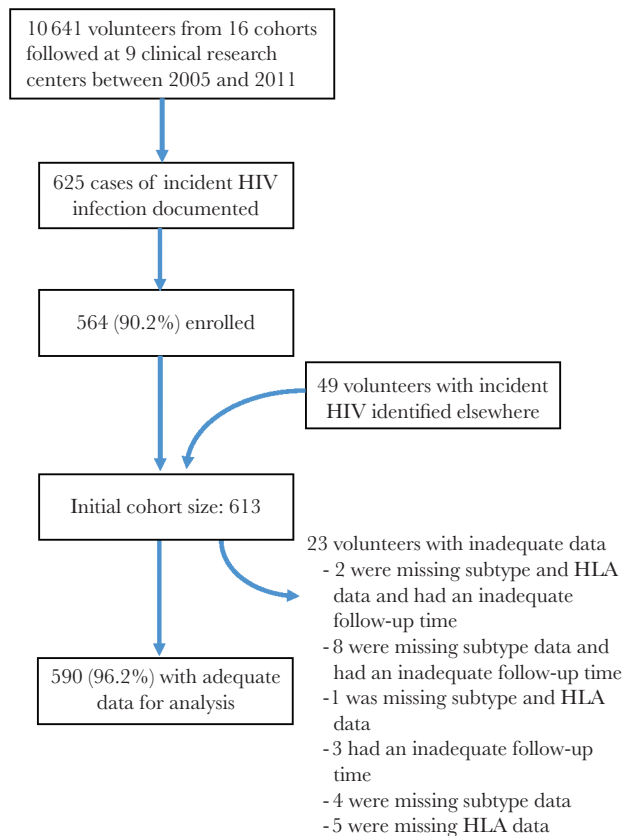 10 641 volunteers from 16 cohorts
followed at 9 clinical research
centers between 2005 and 2011
625 cases of incident HIV
infection documented
564 (90.2%) enrolled
49 volunteers with incident
HIV identified elsewhere
Initial cohort size: 613
23 volunteers with inadequate data
- 2 were missing subtype and HLA
data and had an inadequate
follow-up time
- 8 were missing subtype data and
had an inadequate follow-up time
- 1 was missing subtype and HLA
data
- 3 had an inadequate follow-up
time
- 4 were missing subtype data
- 5 were missing HLA data
590 (96.2%) with adequate
data for analysis